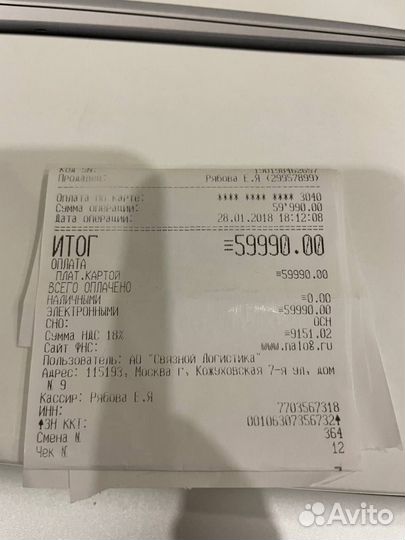 Код SN: 190198462657
Продавец: Рябова Е.Я (29957899)
Оплата по карте: **** **** **** 3040
Сумма операции: 59'990.00
Дата операции: 28.01.2018 18:12:08
ИТОГ =59990.00
ОПЛАТА
ПЛАТ.КАРТОЙ =59990.00
ВСЕГО ОПЛАЧЕНО
НАЛИЧНЫМИ =0.00
ЭЛЕКТРОННЫМИ =59990.00
СНО: ОСН
Сумма НДС 18% =9151.02
Сайт ФНС: www.nalog.ru
Пользователь: АО "Связной Логистика"
Адрес: 115193, Москва г, Кожуховская 7-я ул, дом
N 9
Кассир: Рябова Е.Я
ИНН: 7703567318
ЗН ККТ: 00106307356732
Смена N 364
Чек N 12
Avito